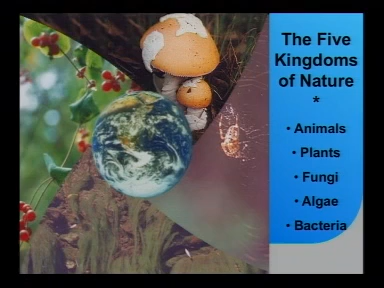 The Five
Kingdoms
of Nature
*
• Animals
• Plants
• Fungi
• Algae
• Bacteria